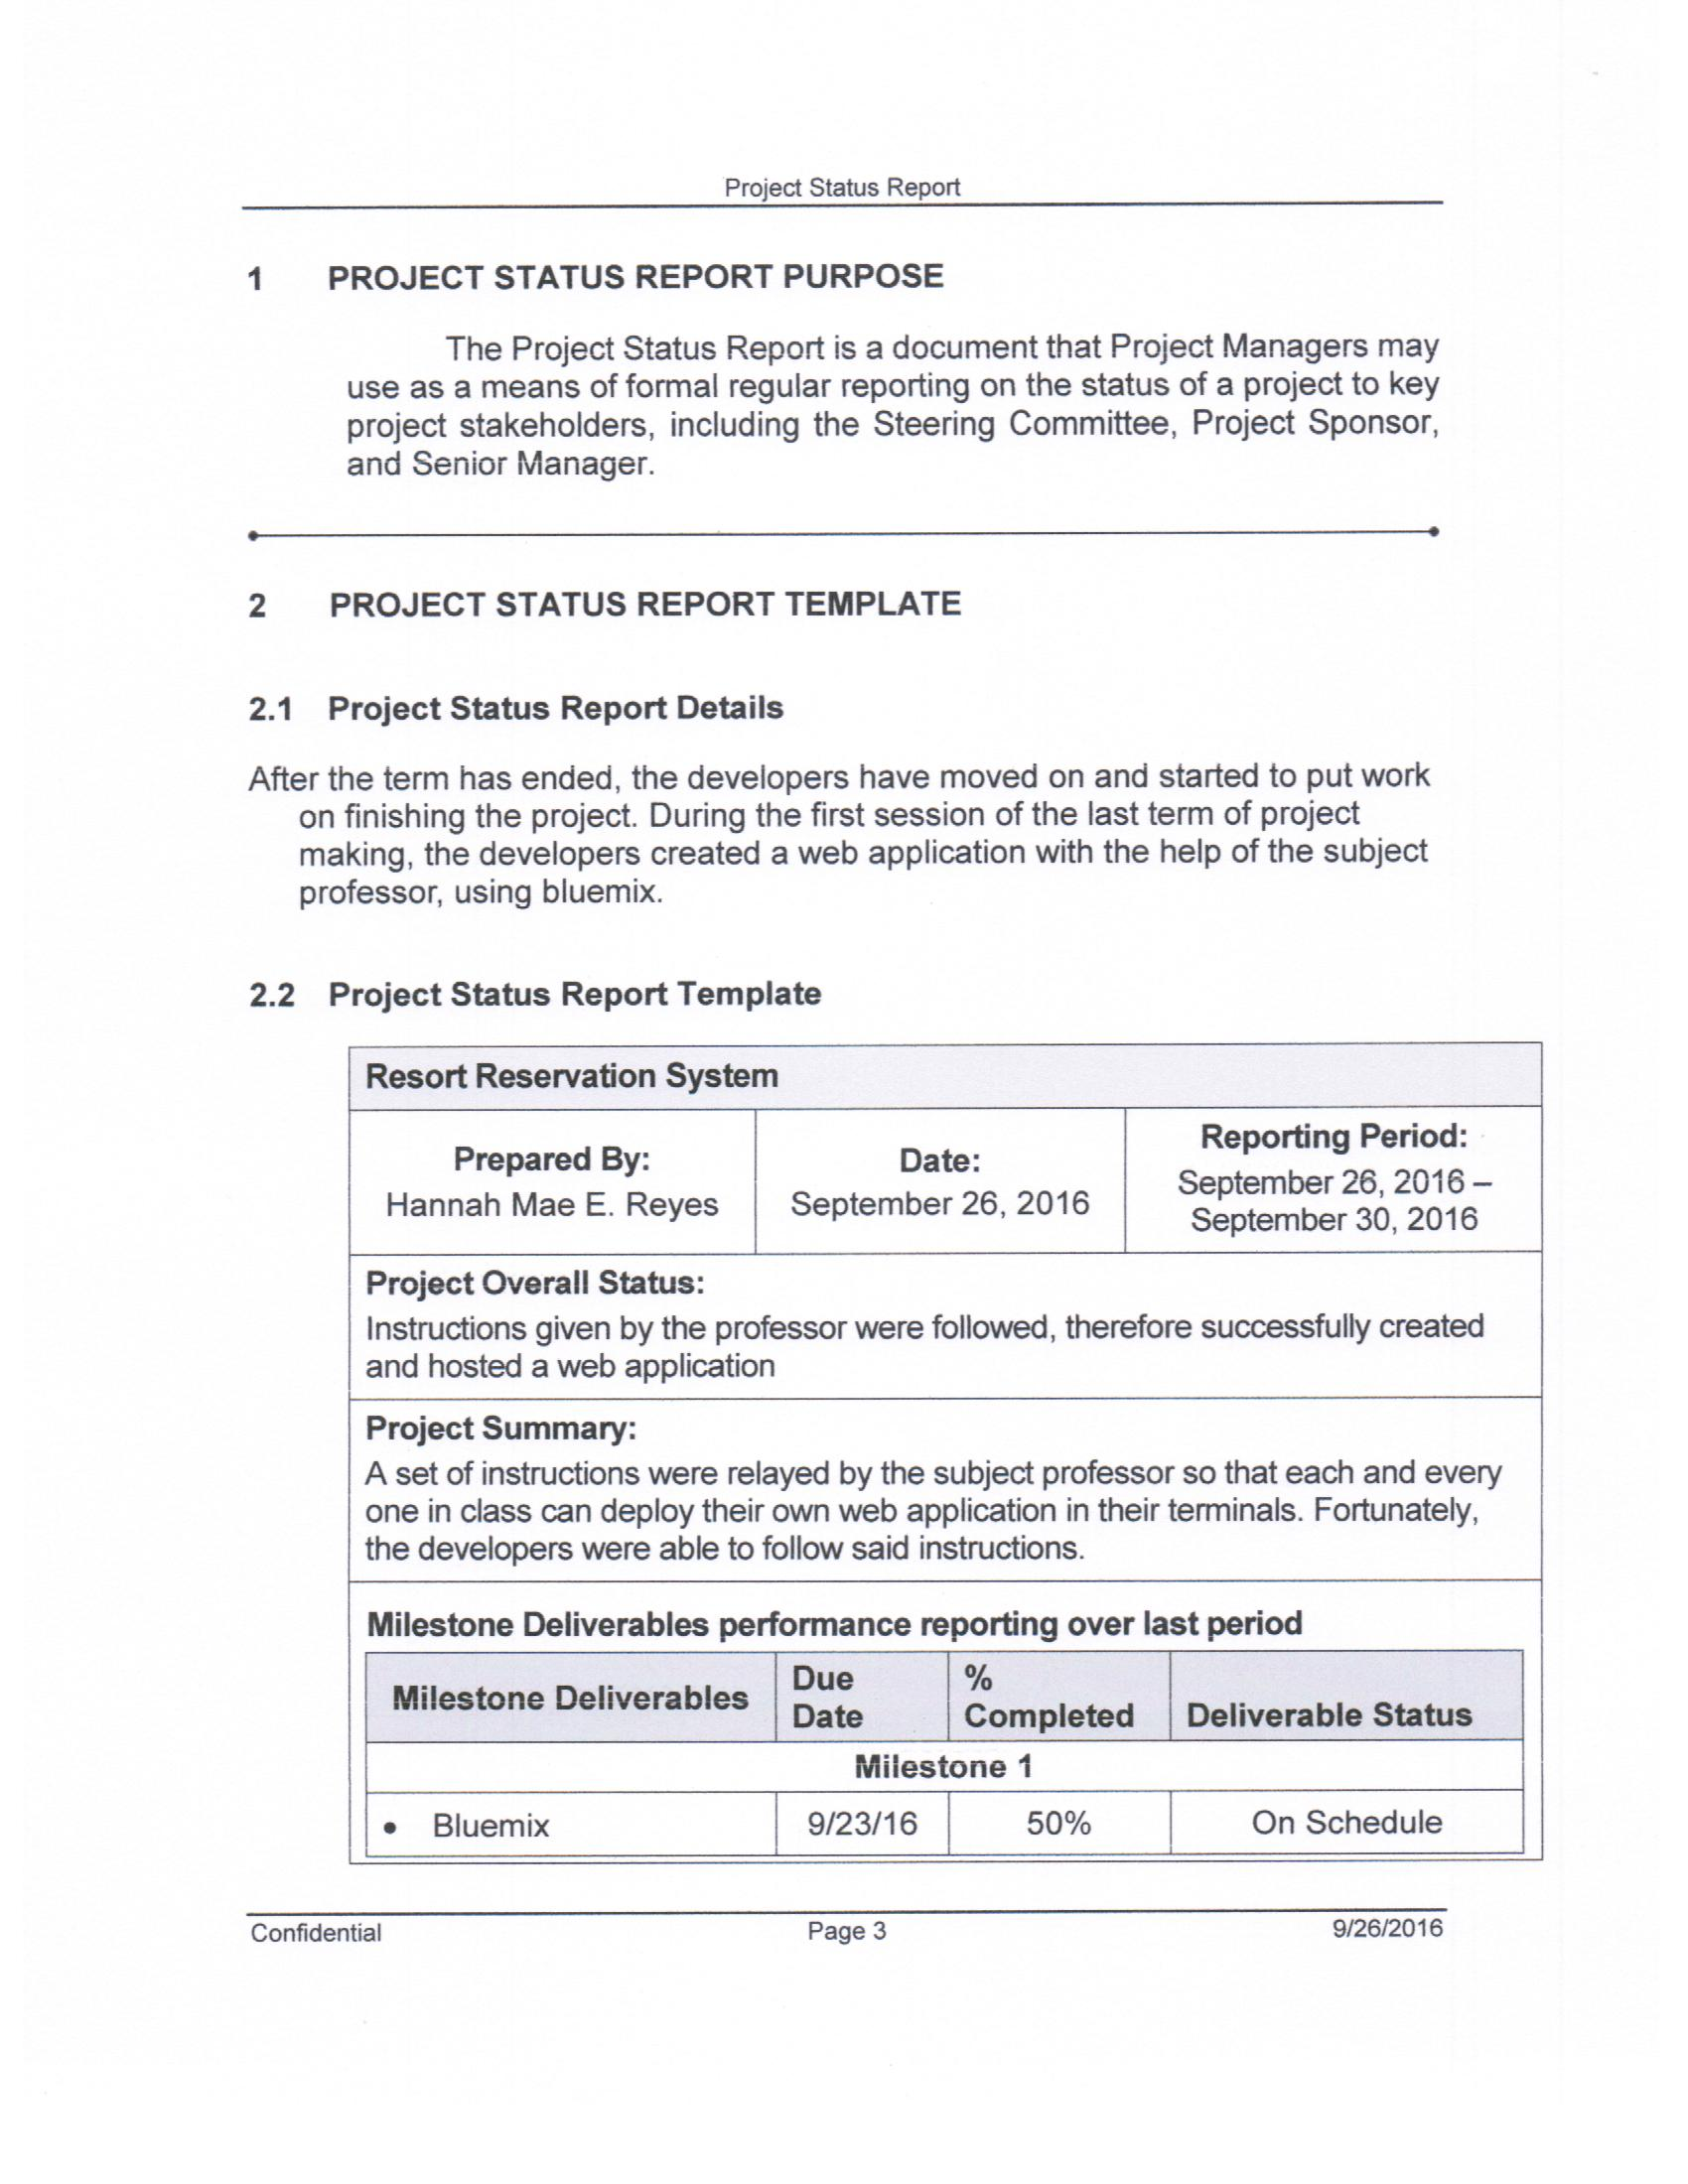 Project Status Report
1 PROJECT STATUS REPORT PURPOSE
The Project Status Report is a document that Project Managers may
use as a means of formal regular reporting on the status of a project to key
project stakeholders, including the Steering Committee, Project Sponsor,
and Senior Manager.
2 PROJECT STATUS REPORT TEMPLATE
2.1 Project Status Report Details
After the term has ended, the developers have moved on and started to put work
on finishing the project. During the first session of the last term of project
making, the developers created a web application with the help of the subject
professor, using bluemix.
2.2 Project Status Report Template
Resort Reservation System
Prepared By:
Hannah Mae E. Reyes
Date:
September 26, 2016
Reporting Period:
September 26, 2016 –
September 30, 2016
Project Overall Status:
Instructions given by the professor were followed, therefore successfully created
and hosted a web application
Project Summary:
A set of instructions were relayed by the subject professor so that each and every
one in class can deploy their own web application in their terminals. Fortunately,
the developers were able to follow said instructions.
Milestone Deliverables performance reporting over last period
Milestone Deliverables
Due
Date
%
Completed
Deliverable Status
Milestone 1
• Bluemix 9/23/16 50% On Schedule
Confidential Page 3 9/26/2016